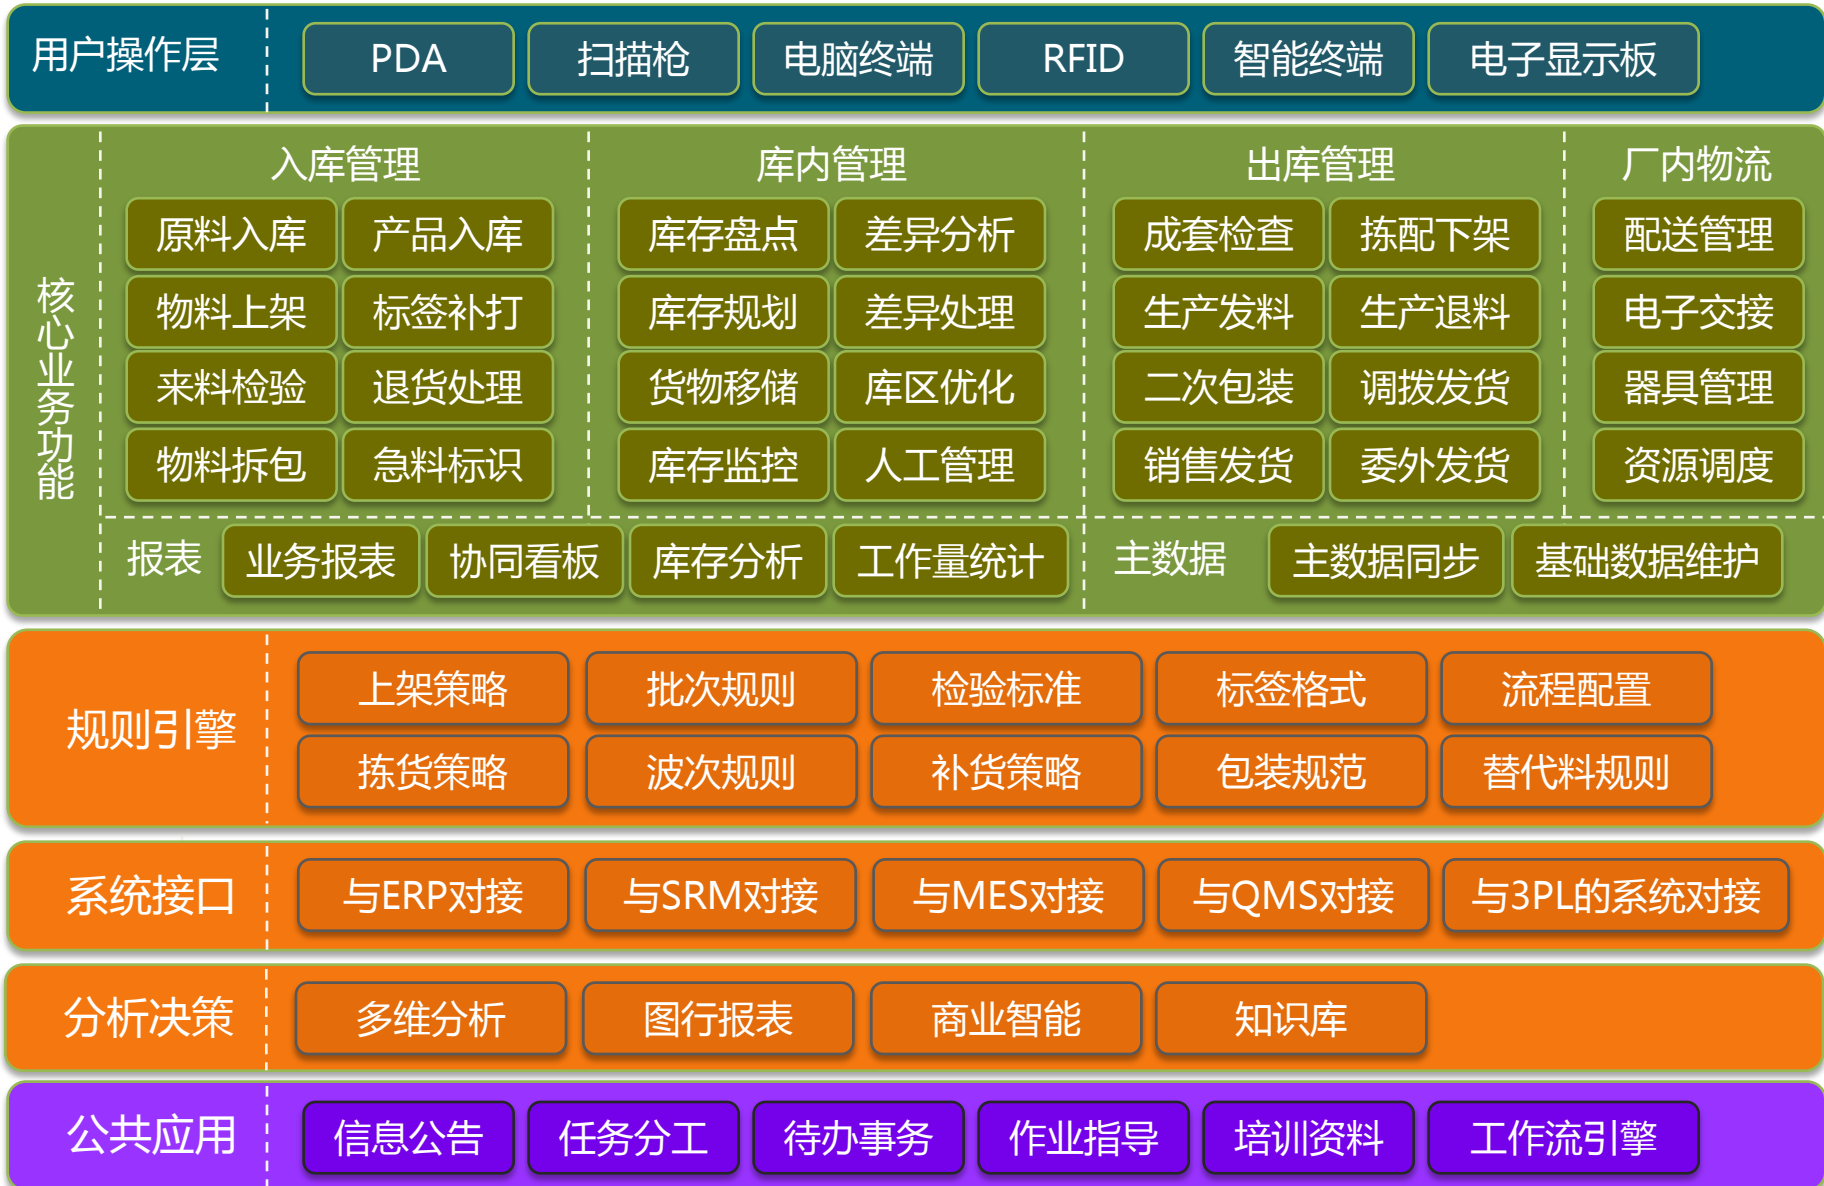 用户操作层 PDA 扫描枪 电脑终端 RFID 智能终端 电子显示板
核心业务功能
入库管理 库内管理 出库管理 厂内物流
原料入库 产品入库 库存盘点 差异分析 成套检查 拣配下架 配送管理
物料上架 标签补打 库存规划 差异处理 生产发料 生产退料 电子交接
来料检验 退货处理 货物移储 库区优化 二次包装 调拨发货 器具管理
物料拆包 急料标识 库存监控 人工管理 销售发货 委外发货 资源调度
报表 业务报表 协同看板 库存分析 工作量统计 主数据 主数据同步 基础数据维护
规则引擎
上架策略 批次规则 检验标准 标签格式 流程配置
拣货策略 波次规则 补货策略 包装规范 替代料规则
系统接口 与ERP对接 与SRM对接 与MES对接 与QMS对接 与3PL的系统对接
分析决策 多维分析 图行报表 商业智能 知识库
公共应用 信息公告 任务分工 待办事务 作业指导 培训资料 工作流引擎